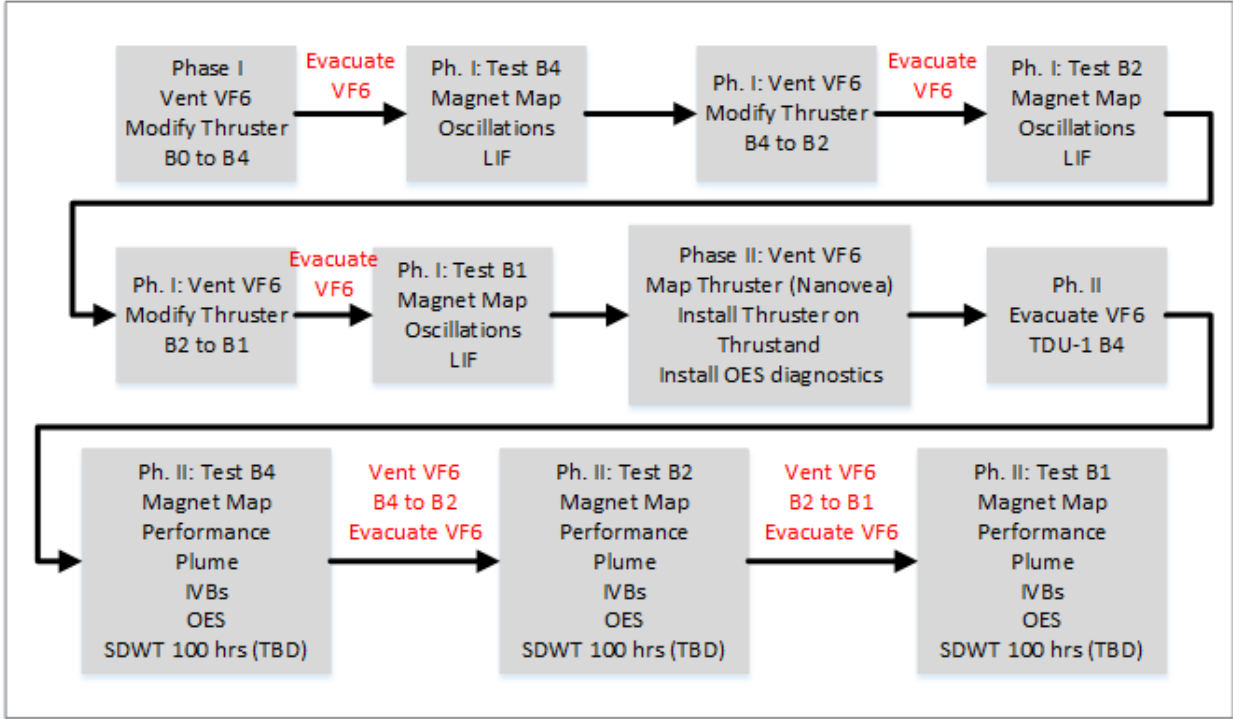 Phase I
Vent VF6
Modify Thruster
B0 to B4
Evacuate
VF6
Ph. I: Test B4
Magnet Map
Oscillations
LIF
Ph. I: Vent VF6
Modify Thruster
B4 to B2
Evacuate
VF6
Ph. I: Test B2
Magnet Map
Oscillations
LIF
Ph. I: Vent VF6
Modify Thruster
B2 to B1
Evacuate
VF6
Ph. I: Test B1
Magnet Map
Oscillations
LIF
Phase II: Vent VF6
Map Thruster (Nanovea)
Install Thruster on
Thrustand
Install OES diagnostics
Ph. II
Evacuate VF6
TDU-1 B4
Ph. II: Test B4
Magnet Map
Performance
Plume
IVBs
OES
SDWT 100 hrs (TBD)
Vent VF6
B4 to B2
Evacuate VF6
Ph. II: Test B2
Magnet Map
Performance
Plume
IVBs
OES
SDWT 100 hrs (TBD)
Vent VF6
B2 to B1
Evacuate VF6
Ph. II: Test B1
Magnet Map
Performance
Plume
IVBs
OES
SDWT 100 hrs (TBD)